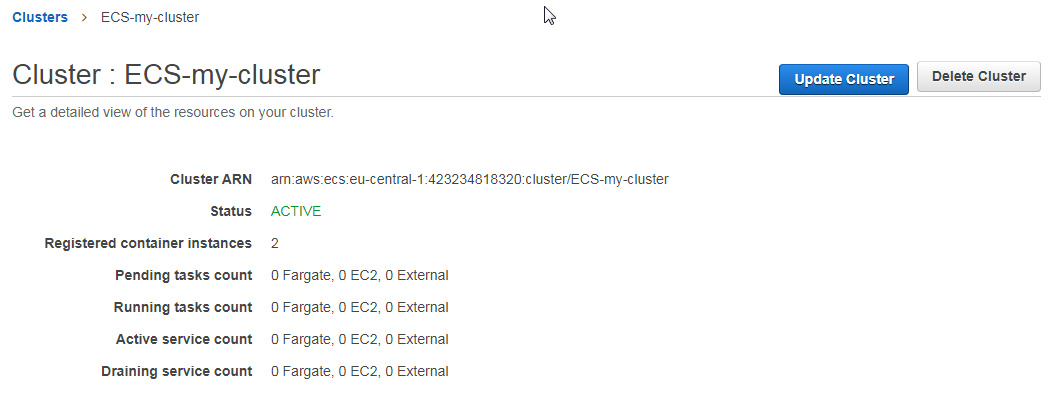 Clusters > ECS-my-cluster
Cluster : ECS-my-cluster
Update Cluster
Delete Cluster
Get a detailed view of the resources on your cluster.
Cluster ARN arn:aws:ecs:eu-central-1:423234818320:cluster/ECS-my-cluster
Status ACTIVE
Registered container instances 2
Pending tasks count 0 Fargate, 0 EC2, 0 External
Running tasks count 0 Fargate, 0 EC2, 0 External
Active service count 0 Fargate, 0 EC2, 0 External
Draining service count 0 Fargate, 0 EC2, 0 External